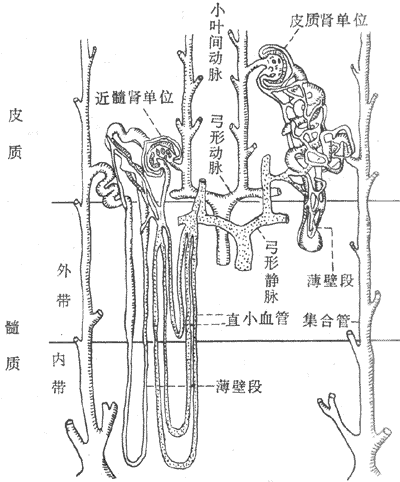 小叶间动脉
皮质肾单位
近髓肾单位
弓形动脉
皮质
弓形静脉
薄壁段
外带
直小血管
集合管
髓质
内带
薄壁段